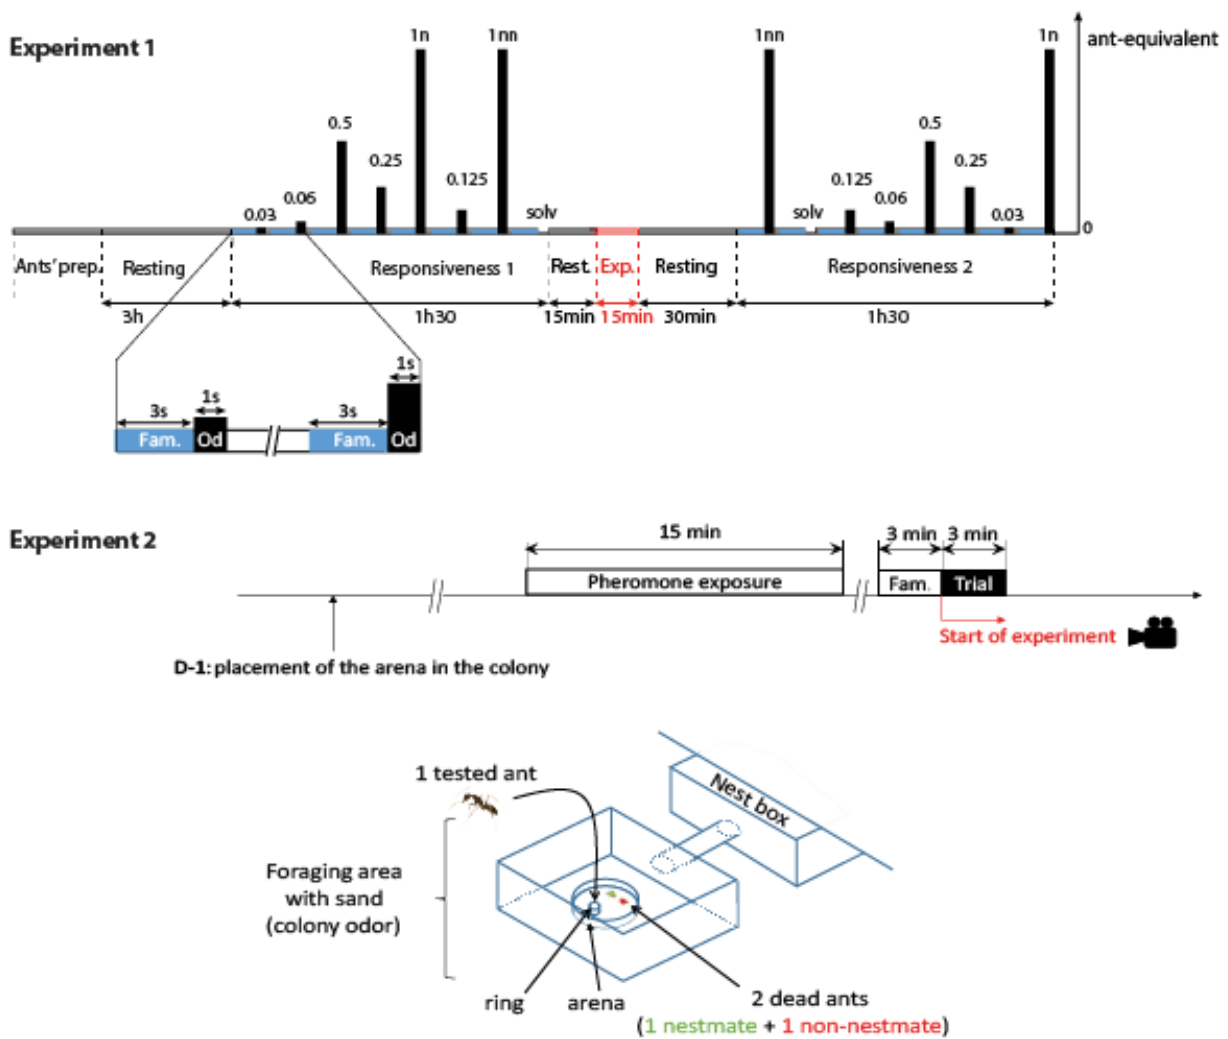 Experiment 1
1n
1nn
1nn
1n
ant-equivalent
0.5
0.25
0.125
0.06
0.03
solv
0.125
solv
0.06
0.5
0.25
0.03
0
Ants' prep.
Resting
Responsiveness 1
Rest.
Exp.
Resting
Responsiveness 2
3h
1h30
15min
15min
30min
1h30
1s
1s
3s
3s
Fam.
Od
Fam.
Od
Experiment 2
15 min
3 min
3 min
Pheromone exposure
Fam.
Trial
Start of experiment
D-1: placement of the arena in the colony
1 tested ant
Nest box
Foraging area
with sand
(colony odor)
ring
arena
2 dead ants
(1 nestmate + 1 non-nestmate)